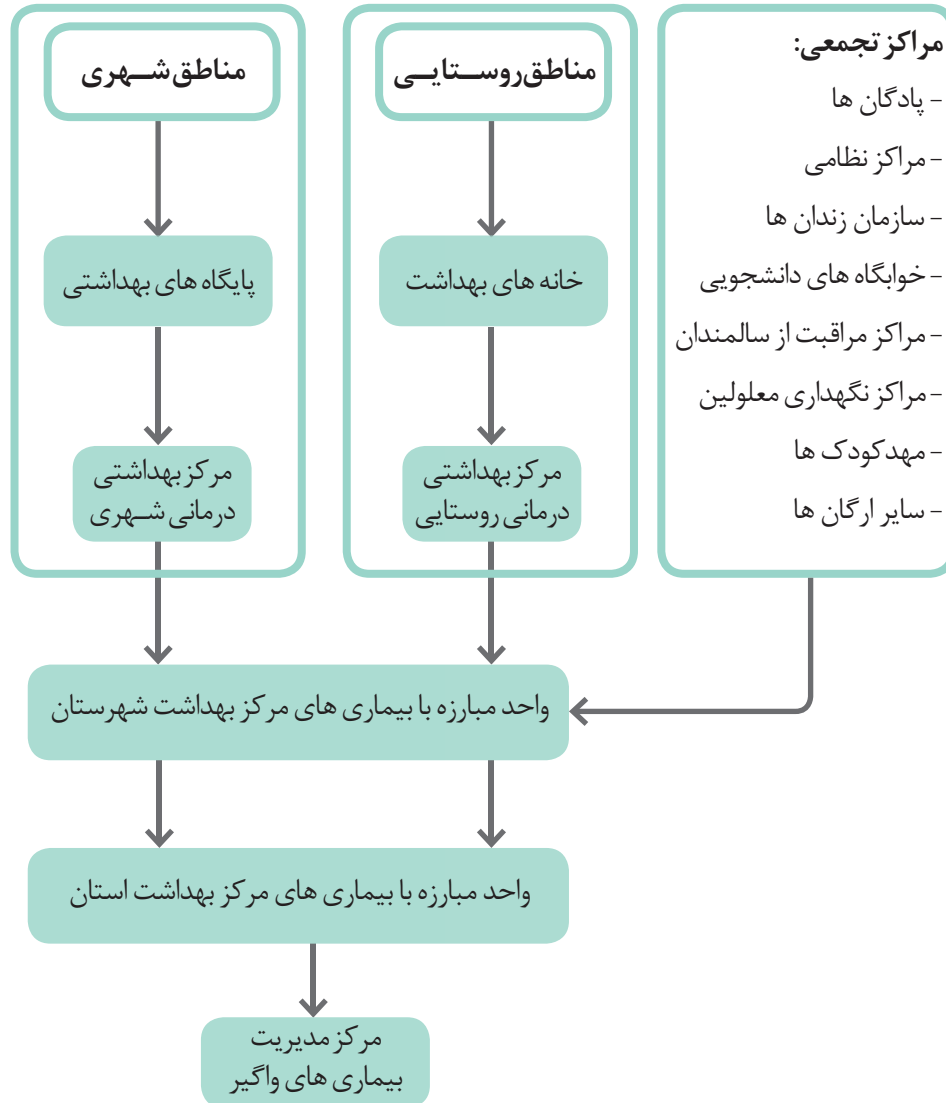 مراکز تجمعی:
- پادگان ها
- مراکز نظامی
- سازمان زندان ها
- خوابگاه های دانشجویی
- مراکز مراقبت از سالمندان
- مراکز نگهداری معلولین
- مهدکودک ها
- سایر ارگان ها
مناطق روستایی
خانه های بهداشت
مرکز بهداشتی
درمانی روستایی
مناطق شهری
پایگاه های بهداشتی
مرکز بهداشتی
درمانی شهری
واحد مبارزه با بیماری های مرکز بهداشت شهرستان
واحد مبارزه با بیماری های مرکز بهداشت استان
مرکز مدیریت
بیماری های واگیر